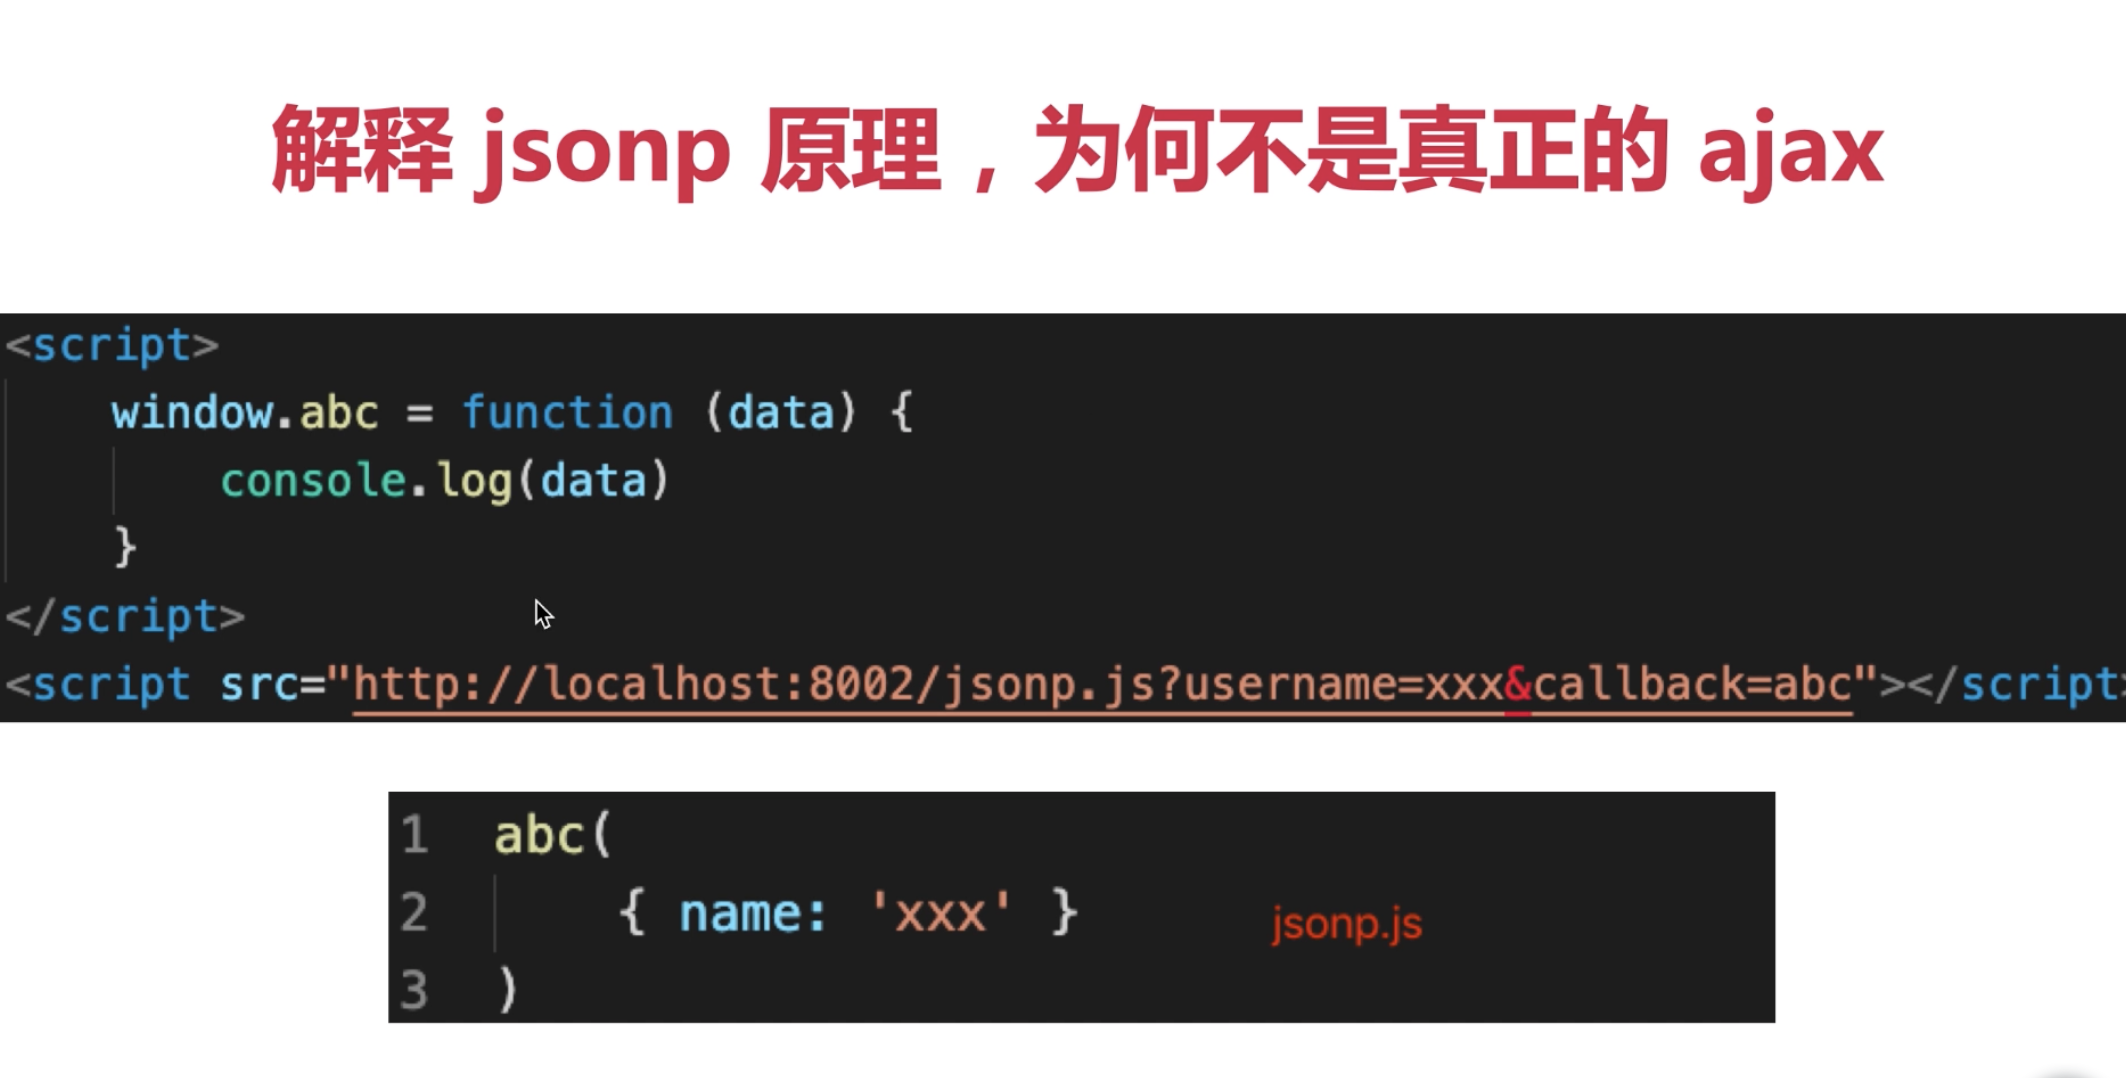 解释 jsonp 原理，为何不是真正的 ajax
<script>
window.abc = function (data) {
console.log(data)
}
</script>
<script src="http://localhost:8002/jsonp.js?username=xxx&callback=abc"></script>
1 abc(
2 { name: 'xxx' }
jsonp.js
3 )